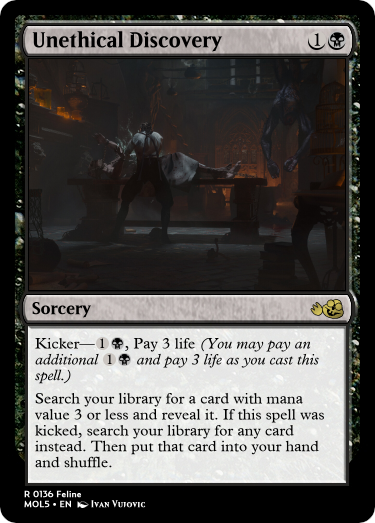 Unethical Discovery 1
Sorcery
Kicker—1, Pay 3 life (You may pay an
additional 1 and pay 3 life as you cast this
spell.)
Search your library for a card with mana
value 3 or less and reveal it. If this spell was
kicked, search your library for any card
instead. Then put that card into your hand
and shuffle.
R 0136 Feline
MOL5 • EN Ivan Vujovic